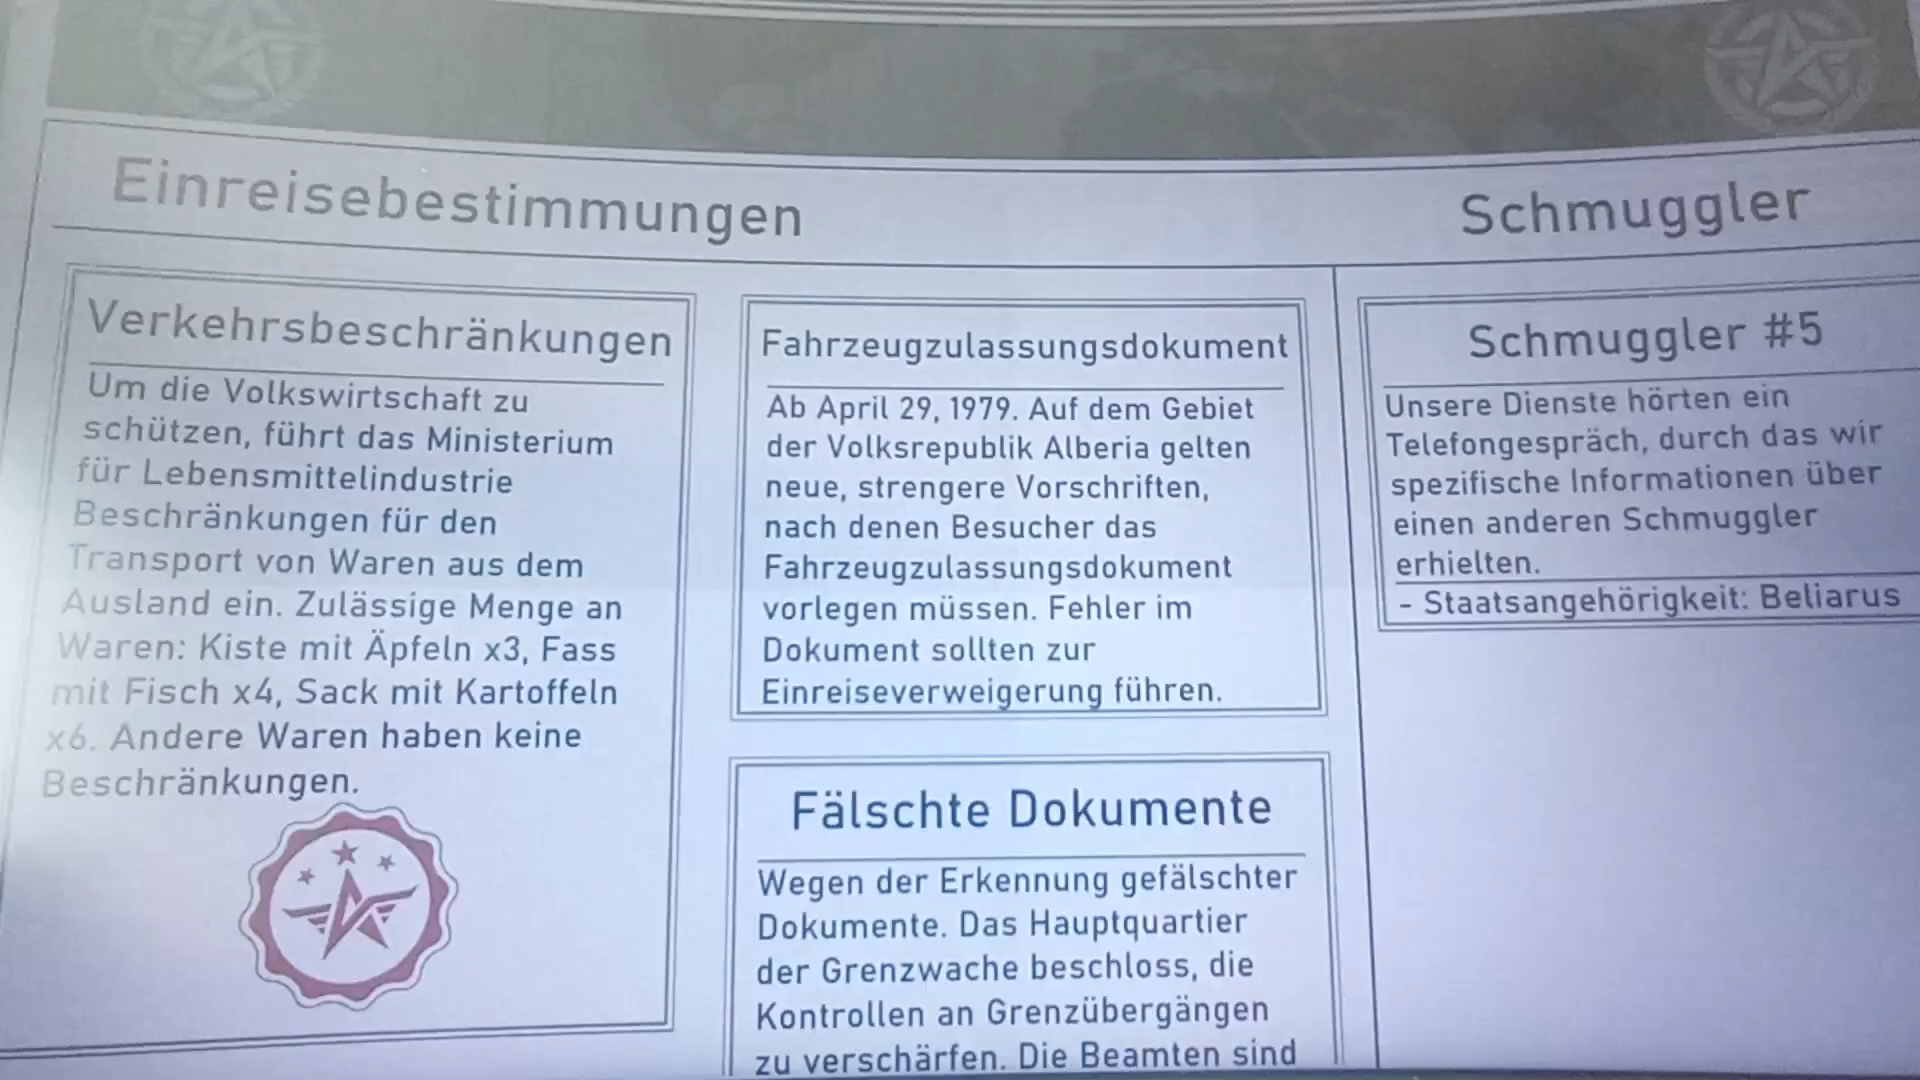 Einreisebestimmungen
Verkehrsbeschränkungen
Um die Volkswirtschaft zu
schützen, führt das Ministerium
für Lebensmittelindustrie
Beschränkungen für den
Transport von Waren aus dem
Ausland ein. Zulässige Menge an
Waren: Kiste mit Äpfeln x3, Fass
mit Fisch x4, Sack mit Kartoffeln
x6. Andere Waren haben keine
Beschränkungen.
Fahrzeugzulassungsdokument
Ab April 29, 1979. Auf dem Gebiet
der Volksrepublik Alberia gelten
neue, strengere Vorschriften,
nach denen Besucher das
Fahrzeugzulassungsdokument
vorlegen müssen. Fehler im
Dokument sollten zur
Einreiseverweigerung führen.
Fälschte Dokumente
Wegen der Erkennung gefälschter
Dokumente. Das Hauptquartier
der Grenzwache beschloss, die
Kontrollen an Grenzübergängen
zu verschärfen. Die Beamten sind
Schmuggler
Schmuggler #5
Unsere Dienste hörten ein
Telefongespräch, durch das wir
spezifische Informationen über
einen anderen Schmuggler
erhielten.
- Staatsangehörigkeit: Beliarus